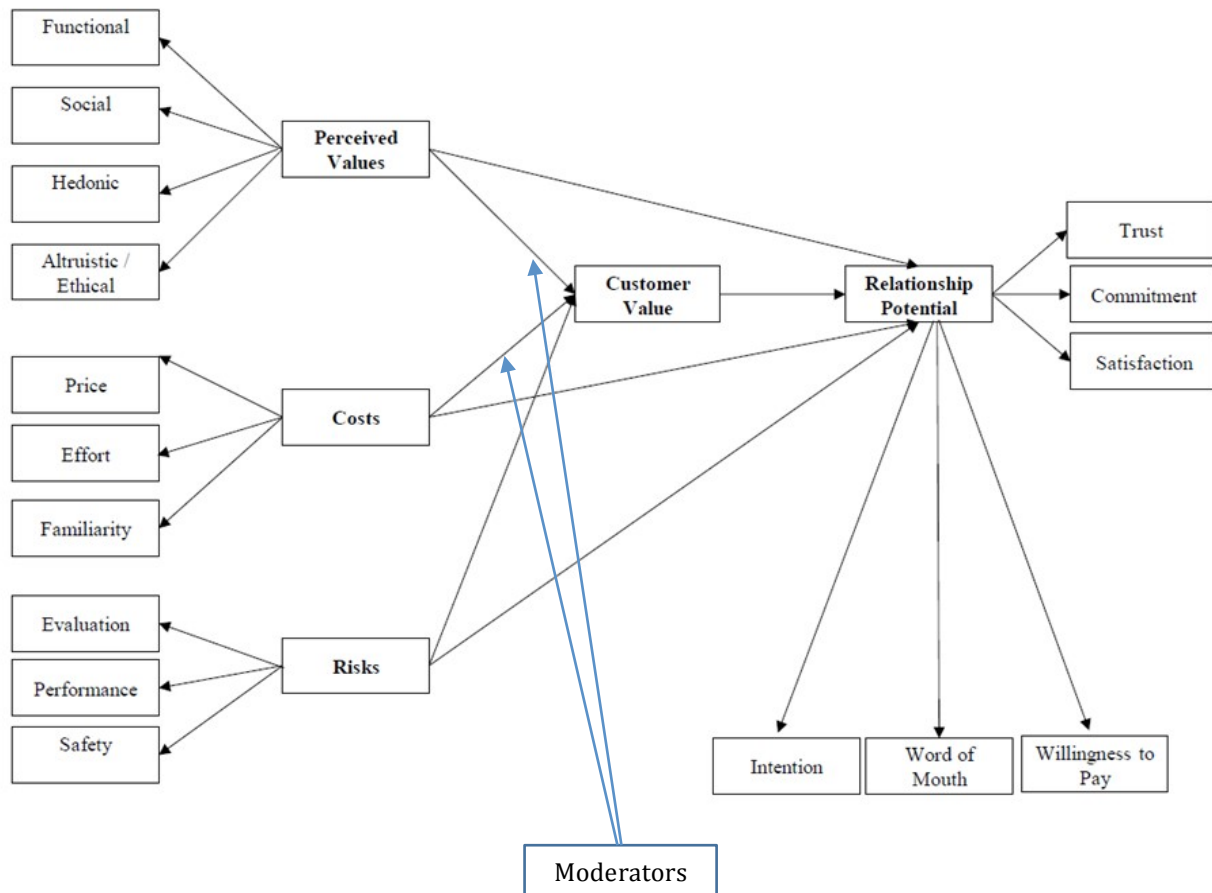 Functional
Social
Hedonic
Altruistic /
Ethical
Perceived
Values
Price
Effort
Familiarity
Costs
Evaluation
Performance
Safety
Risks
Customer
Value
Relationship
Potential
Trust
Commitment
Satisfaction
Intention
Word of
Mouth
Willingness to
Pay
Moderators